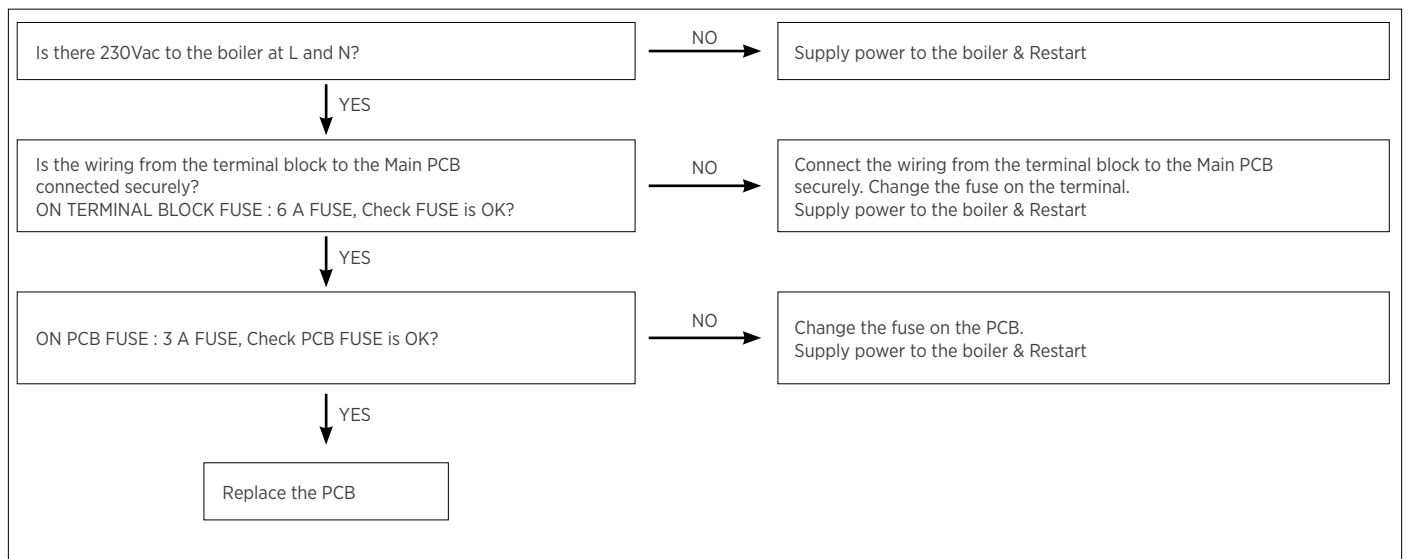 Is there 230Vac to the boiler at L and N?
NO
Supply power to the boiler & Restart
YES
Is the wiring from the terminal block to the Main PCB
connected securely?
ON TERMINAL BLOCK FUSE : 6 A FUSE, Check FUSE is OK?
NO
Connect the wiring from the terminal block to the Main PCB
securely. Change the fuse on the terminal.
Supply power to the boiler & Restart
YES
ON PCB FUSE : 3 A FUSE, Check PCB FUSE is OK?
NO
Change the fuse on the PCB.
Supply power to the boiler & Restart
YES
Replace the PCB